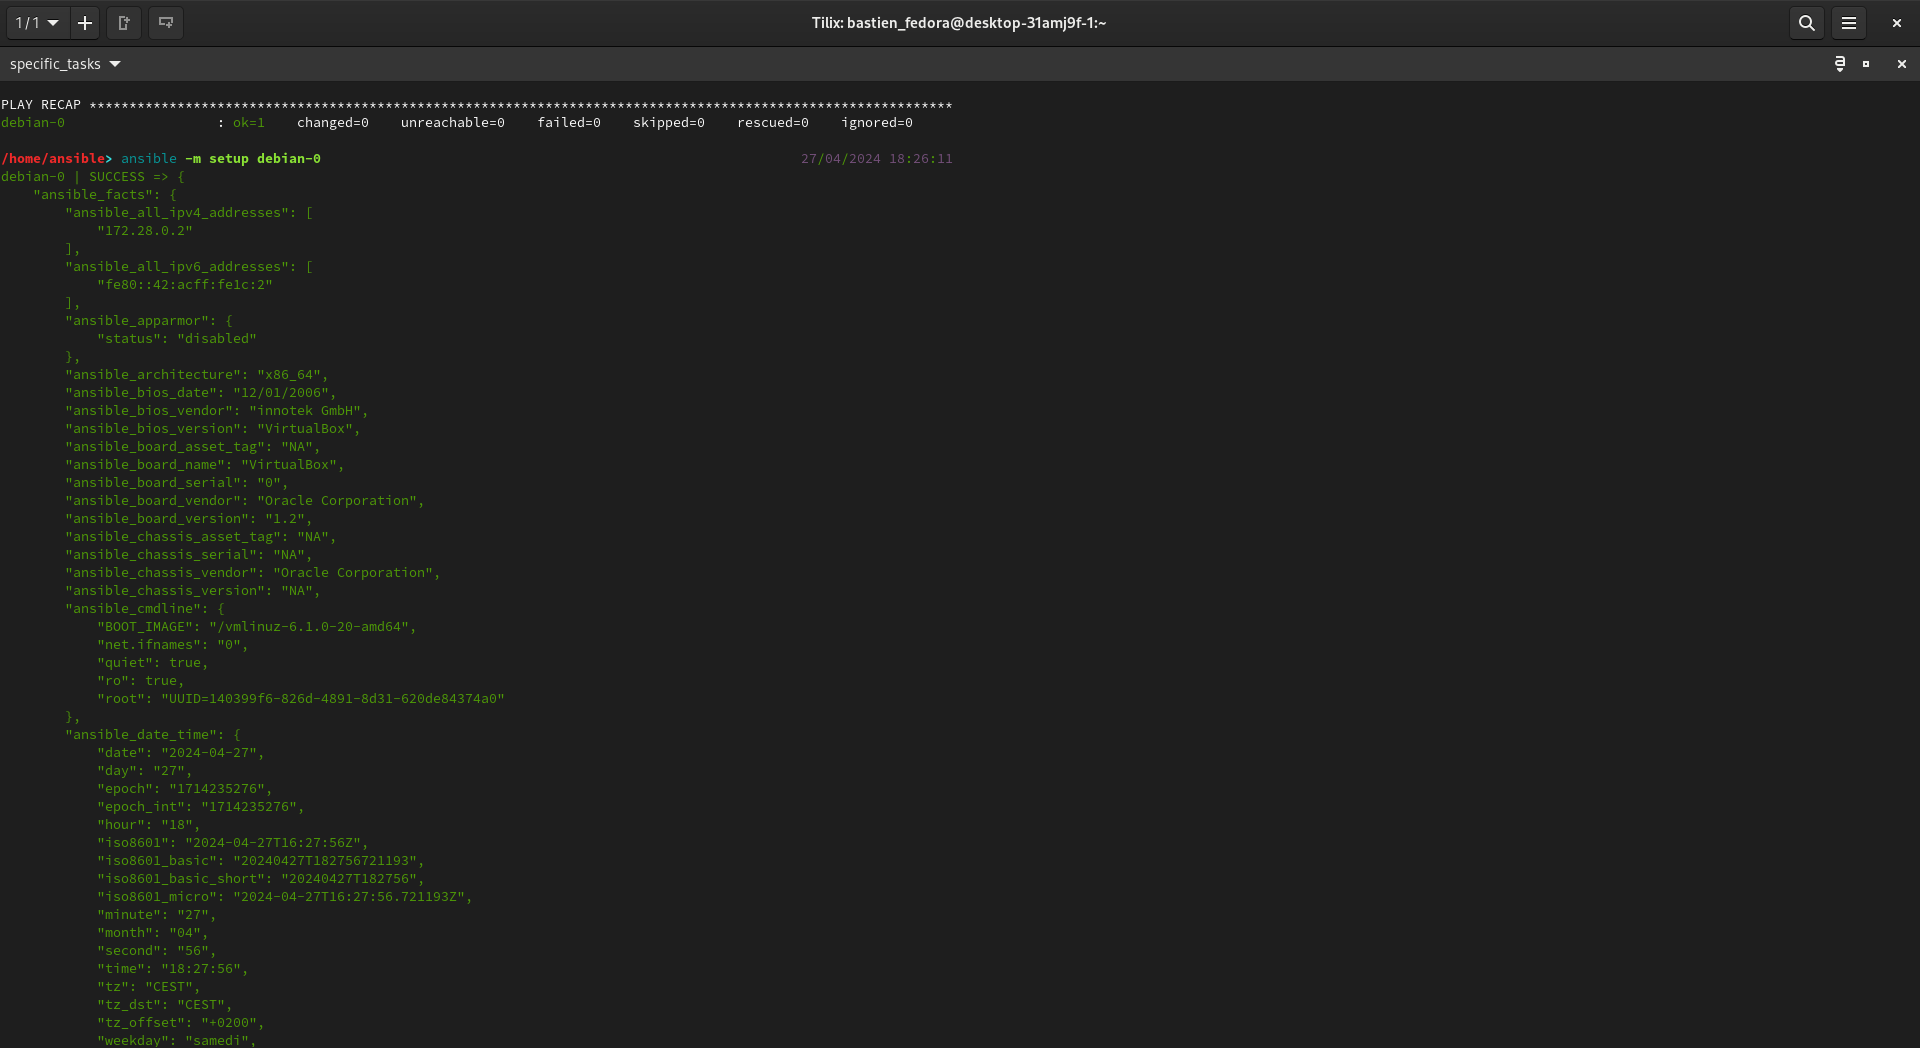 1 / 1
Tilix: bastien_fedora@desktop-31amj9f-1:~
specific_tasks
PLAY RECAP ************************************************************************************************************
debian-0                   : ok=1    changed=0    unreachable=0    failed=0    skipped=0    rescued=0    ignored=0
/home/ansible> ansible -m setup debian-0 27/04/2024 18:26:11
debian-0 | SUCCESS => {
    "ansible_facts": {
        "ansible_all_ipv4_addresses": [
            "172.28.0.2"
        ],
        "ansible_all_ipv6_addresses": [
            "fe80::42:acff:fe1c:2"
        ],
        "ansible_apparmor": {
            "status": "disabled"
        },
        "ansible_architecture": "x86_64",
        "ansible_bios_date": "12/01/2006",
        "ansible_bios_vendor": "innotek GmbH",
        "ansible_bios_version": "VirtualBox",
        "ansible_board_asset_tag": "NA",
        "ansible_board_name": "VirtualBox",
        "ansible_board_serial": "0",
        "ansible_board_vendor": "Oracle Corporation",
        "ansible_board_version": "1.2",
        "ansible_chassis_asset_tag": "NA",
        "ansible_chassis_serial": "NA",
        "ansible_chassis_vendor": "Oracle Corporation",
        "ansible_chassis_version": "NA",
        "ansible_cmdline": {
            "BOOT_IMAGE": "/vmlinuz-6.1.0-20-amd64",
            "net.ifnames": "0",
            "quiet": true,
            "ro": true,
            "root": "UUID=140399f6-826d-4891-8d31-620de84374a0"
        },
        "ansible_date_time": {
            "date": "2024-04-27",
            "day": "27",
            "epoch": "1714235276",
            "epoch_int": "1714235276",
            "hour": "18",
            "iso8601": "2024-04-27T16:27:56Z",
            "iso8601_basic": "20240427T182756721193",
            "iso8601_basic_short": "20240427T182756",
            "iso8601_micro": "2024-04-27T16:27:56.721193Z",
            "minute": "27",
            "month": "04",
            "second": "56",
            "time": "18:27:56",
            "tz": "CEST",
            "tz_dst": "CEST",
            "tz_offset": "+0200",
            "weekday": "samedi",